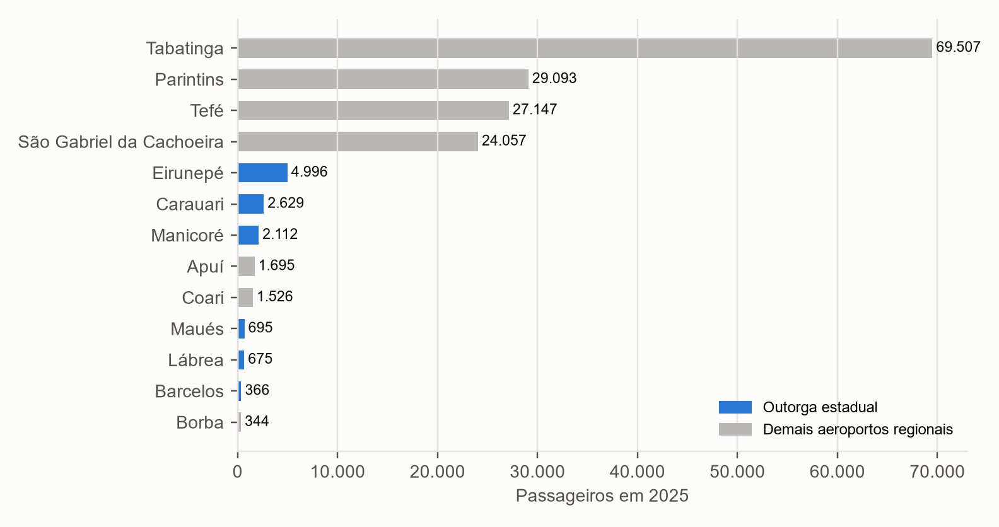 Tabatinga 69.507
Parintins 29.093
Tefé 27.147
São Gabriel da Cachoeira 24.057
Eirunepé 4.996
Carauari 2.629
Manicoré 2.112
Apuí 1.695
Coari 1.526
Maués 695
Lábrea 675
Barcelos 366
Borba 344
Outorga estadual
Demais aeroportos regionais
0 10.000 20.000 30.000 40.000 50.000 60.000 70.000
Passageiros em 2025